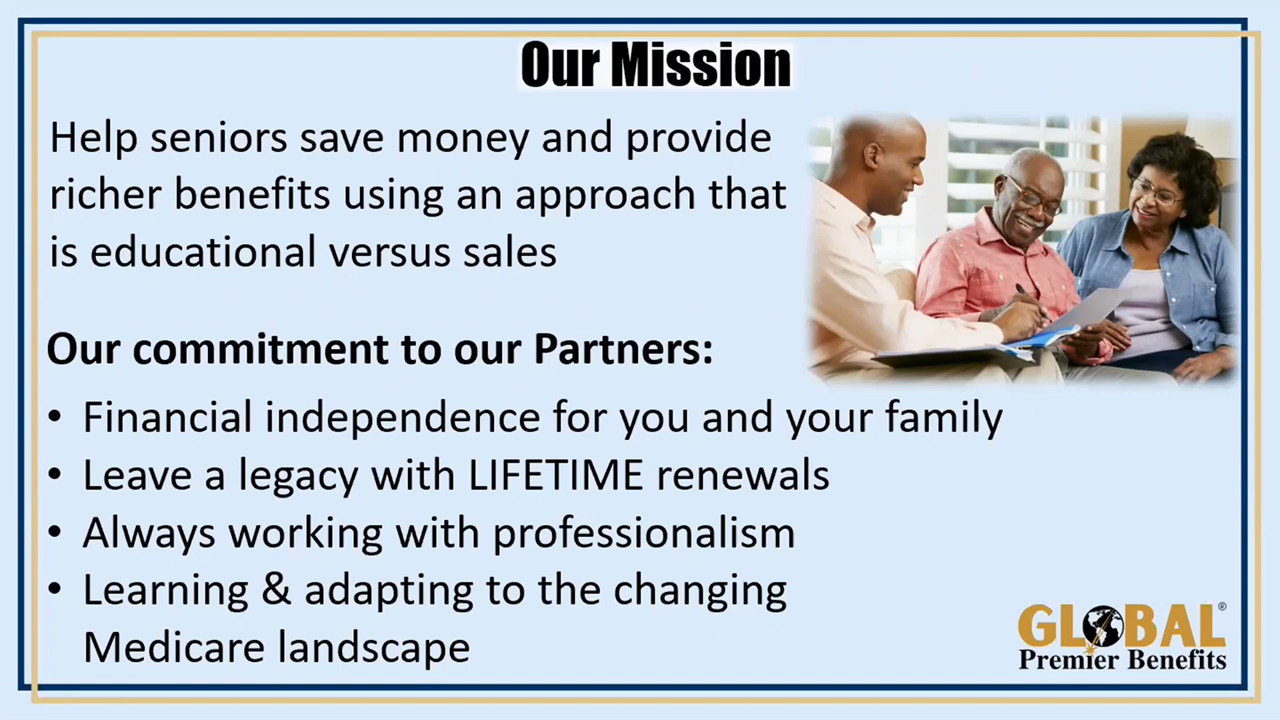 Our Mission
Help seniors save money and provide
richer benefits using an approach that
is educational versus sales
Our commitment to our Partners:
• Financial independence for you and your family
• Leave a legacy with LIFETIME renewals
• Always working with professionalism
• Learning & adapting to the changing
Medicare landscape
GLOBAL®
Premier Benefits